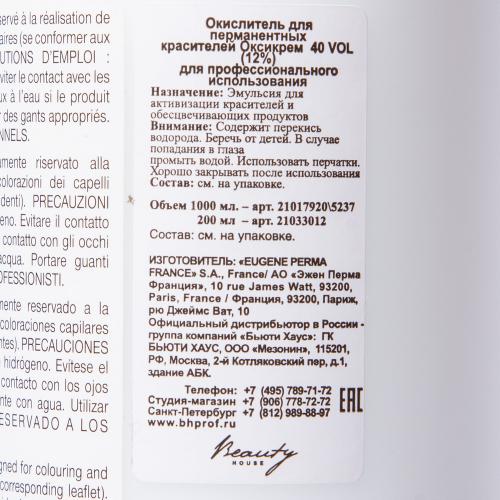 servé à la réalisation de
aires (se conformer aux
UTIONS D'EMPLOI :
viter le contact avec les
ux à l'eau si le produit
r des gants appropriés.
NNELS.
mente riservato alla
colorazioni dei capelli
denti). PRECAUZIONI
geno. Evitare il contatto
contatto con gli occhi
acqua. Portare guanti
OFESSIONISTI.
mente reservado a la
coloraciones capilares
ntes). PRECAUCIONES
hidrógeno. Evítese el
contacto con los ojos
nte con agua. Utilizar
ESERVADO A LOS
gned for colouring and
corresponding leaflet).
Окислитель для
перманентных
красителей Оксикрем 40 VOL
(12%)
для профессионального
использования
Назначение: Эмульсия для
активизации красителей и
обесцвечивающих продуктов
Внимание: Содержит перекись
водорода. Беречь от детей. В случае
попадания в глаза
промыть водой. Использовать перчатки.
Хорошо закрывать после использования
Состав: см. на упаковке.
Объем 1000 мл. – арт. 21017920\5237
200 мл. – арт. 21033012
Состав: см. на упаковке.
ИЗГОТОВИТЕЛЬ: «EUGENE PERMA
FRANCE» S.A., France/ АО «Эжен Перма
Франция», 10 rue James Watt, 93200,
Paris, France / Франция, 93200, Париж,
рю Джеймс Ват, 10
Официальный дистрибьютор в России -
группа компаний «Бьюти Хаус»: ГК
БЬЮТИ ХАУС, ООО «Мезонин», 115201,
РФ, Москва, 2-й Котляковский пер, д.1,
здание АБК.
Телефон: +7 (495) 789-71-72
Студия-магазин +7 (906) 778-72-72
Санкт-Петербург +7 (812) 989-88-97
www.bhprof.ru
EAC
Beauty
HOUSE